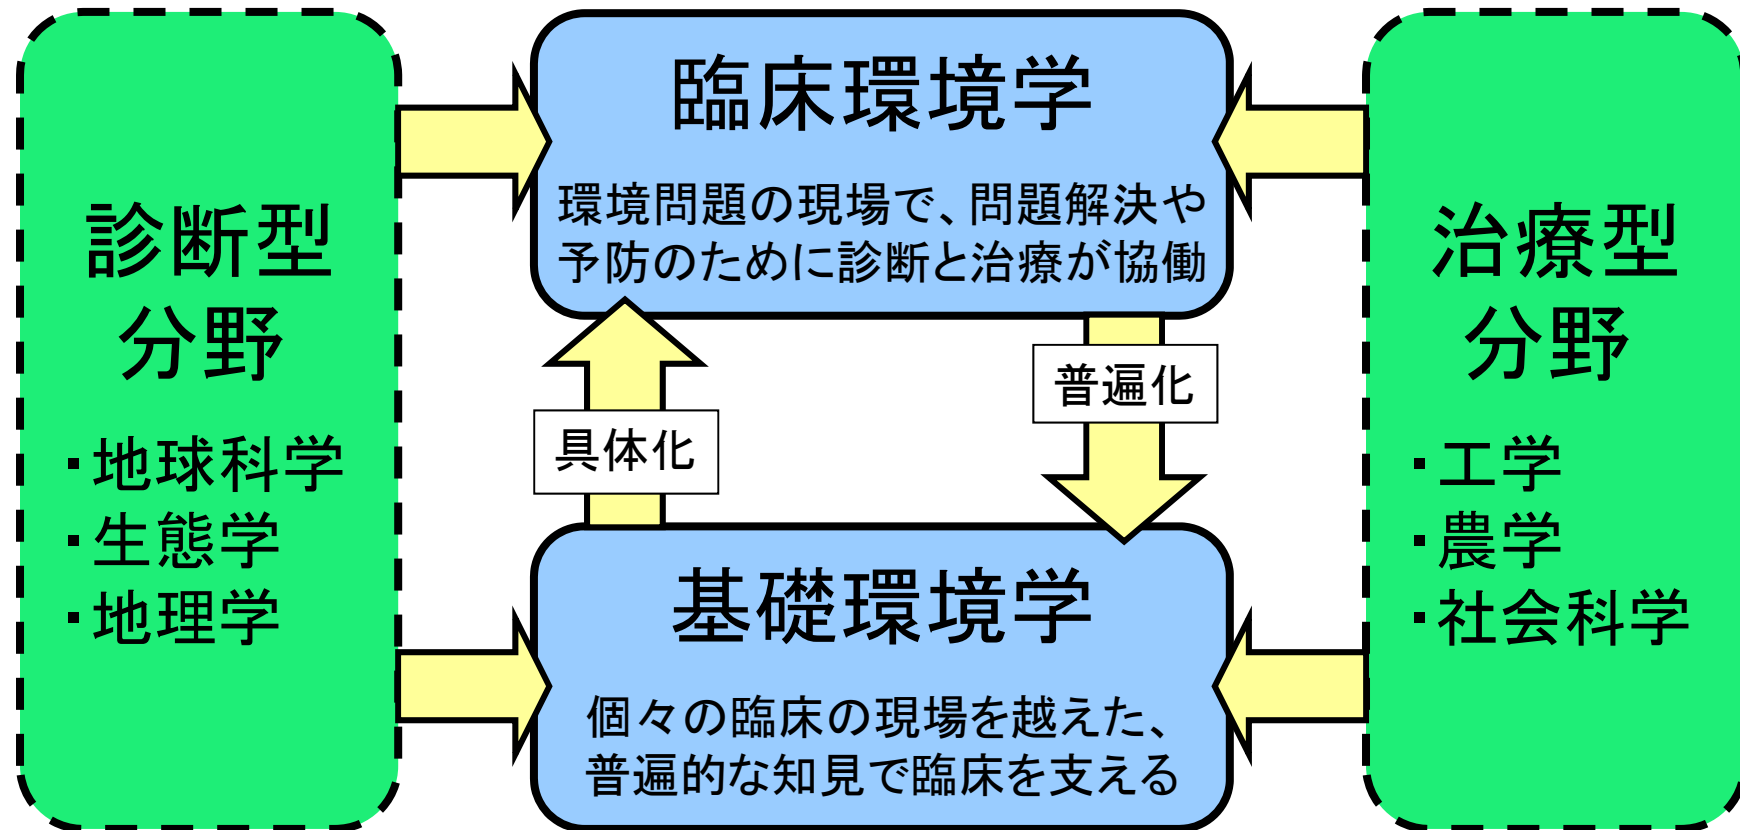 診断型
分野
・地球科学
・生態学
・地理学
臨床環境学
環境問題の現場で、問題解決や
予防のために診断と治療が協働
具体化
普遍化
基礎環境学
個々の臨床の現場を越えた、
普遍的な知見で臨床を支える
治療型
分野
・工学
・農学
・社会科学